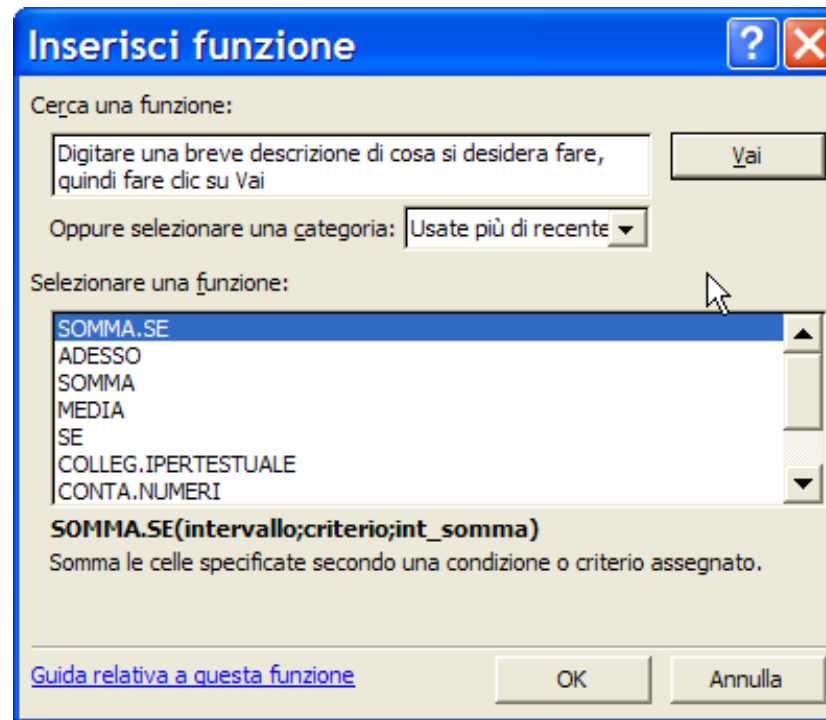 Inserisci funzione
Cerca una funzione:
Digitare una breve descrizione di cosa si desidera fare,
quindi fare clic su Vai
Vai
Oppure selezionare una categoria: Usate più di recente
Selezionare una funzione:
SOMMA.SE
ADESSO
SOMMA
MEDIA
SE
COLLEG.IPERTESTUALE
CONTA.NUMERI
SOMMA.SE(intervallo;criterio;int_somma)
Somma le celle specificate secondo una condizione o criterio assegnato.
Guida relativa a questa funzione
OK
Annulla